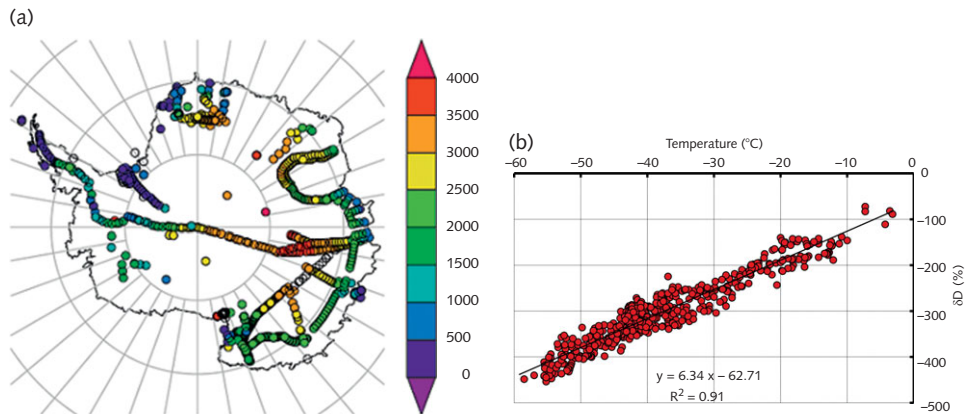 (a)
4000
3500
3000
2500
2000
1500
1000
500
0
(b)
Temperature (°C)
–60 –50 –40 –30 –20 –10 0
0
–100
–200
–300
–400
–500
δD (%)
y = 6.34 x – 62.71
R² = 0.91